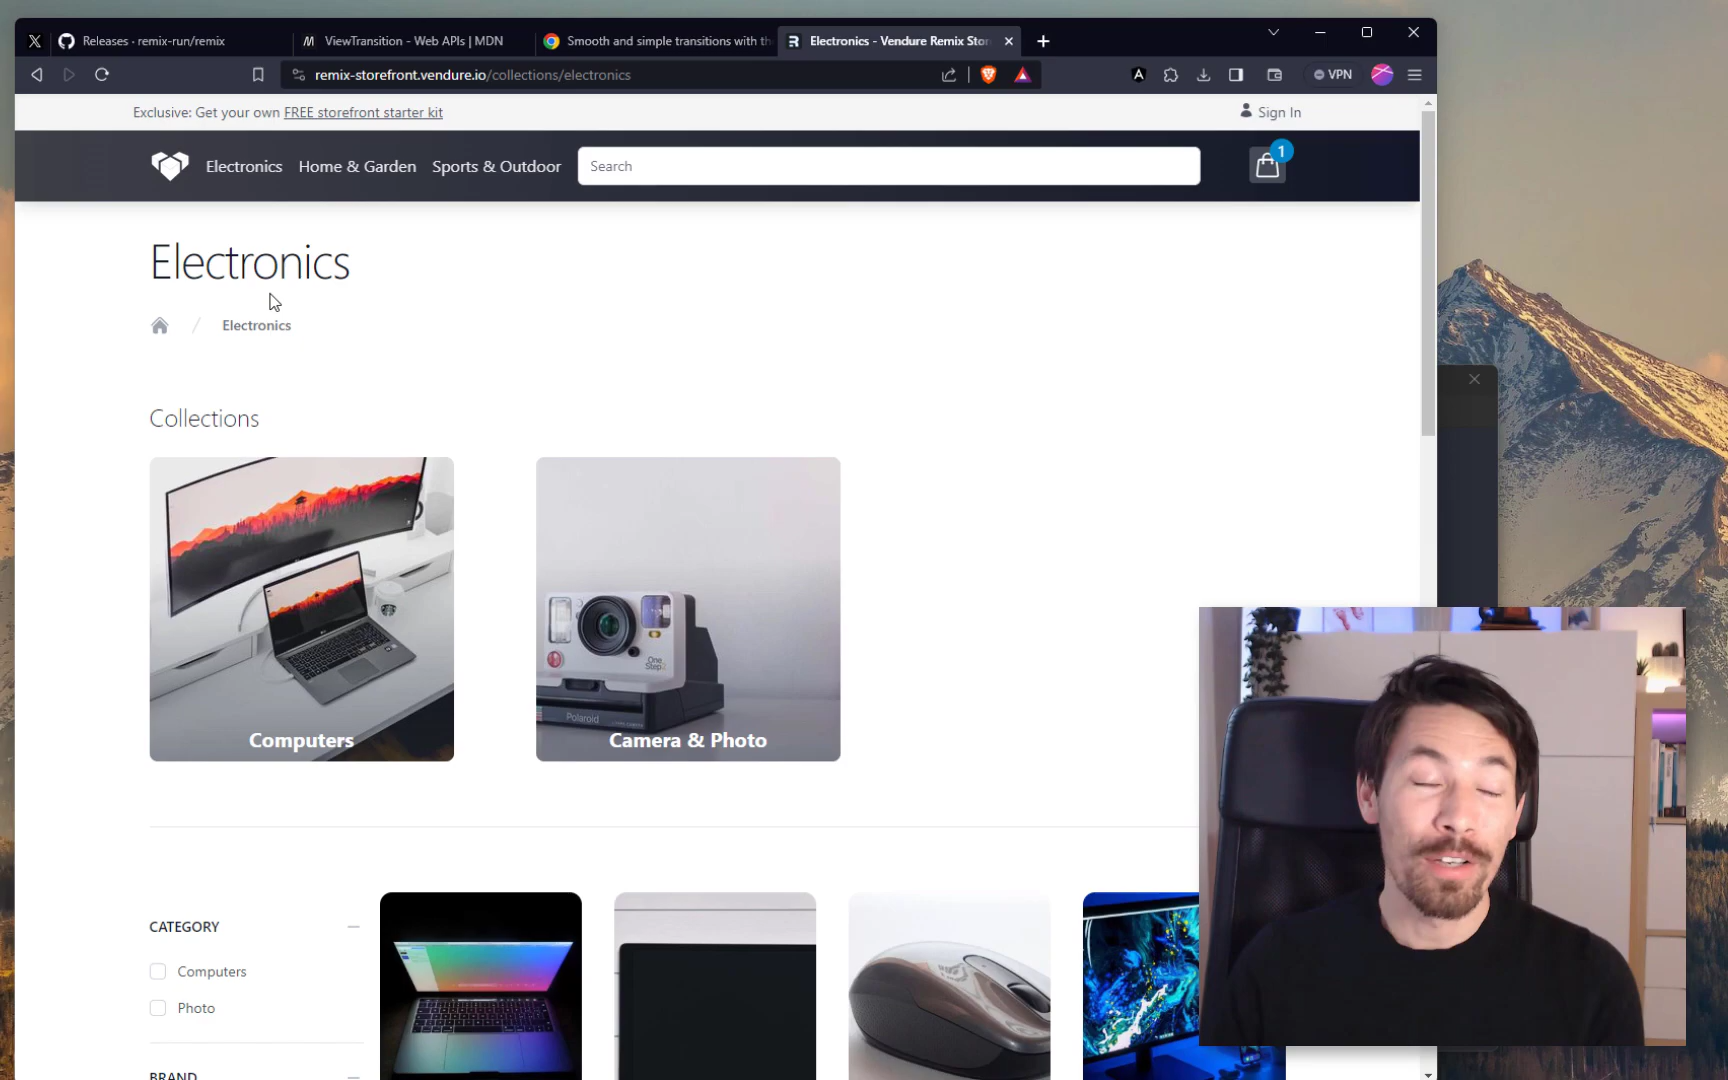 Releases · remix-run/remix
ViewTransition - Web APIs | MDN
Smooth and simple transitions with th
Electronics - Vendure Remix Stor
remix-storefront.vendure.io/collections/electronics
VPN
Exclusive: Get your own FREE storefront starter kit
Sign In
Electronics
Home & Garden
Sports & Outdoor
Search
1
Electronics
/ Electronics
Collections
OneStep
Polaroid
Computers
Camera & Photo
CATEGORY
Computers
Photo
BRAND